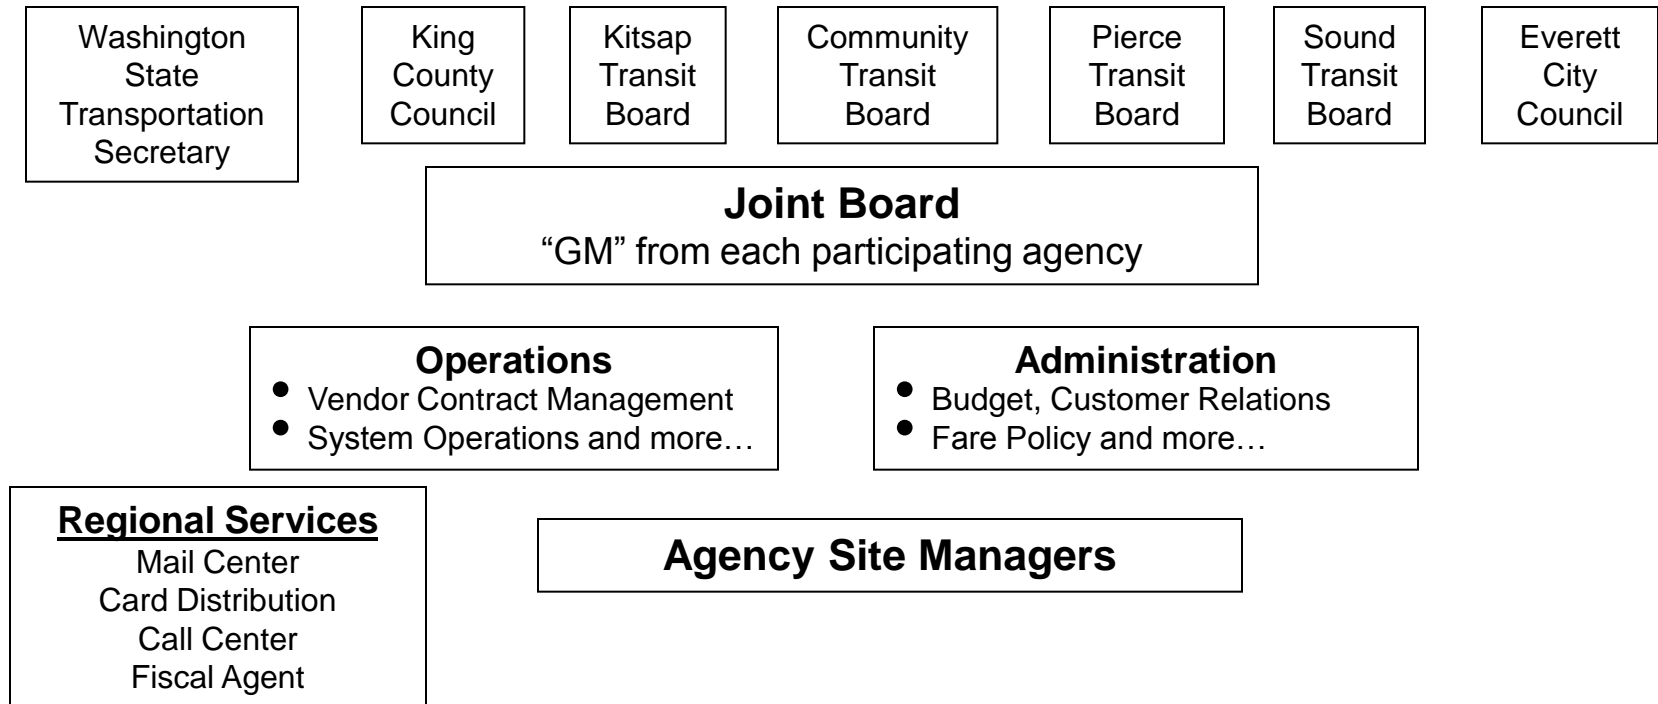 Washington
State
Transportation
Secretary
King
County
Council
Kitsap
Transit
Board
Community
Transit
Board
Pierce
Transit
Board
Sound
Transit
Board
Everett
City
Council
Joint Board
“GM” from each participating agency
Operations
• Vendor Contract Management
• System Operations and more…
Administration
• Budget, Customer Relations
• Fare Policy and more…
Regional Services
Mail Center
Card Distribution
Call Center
Fiscal Agent
Agency Site Managers